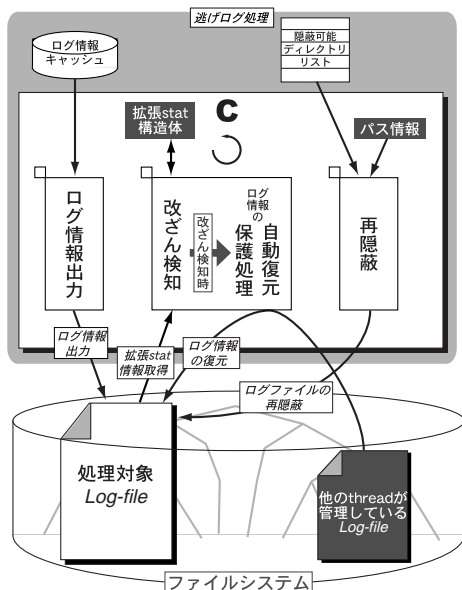 逃げログ処理
ログ情報
キャッシュ
隠蔽可能
ディレクトリ
リスト
拡張stat
構造体
C
パス情報
ログ情報出力
改ざん検知
改ざん検知時
ログ
情報
の
保護処理
自動復元
再隠蔽
ログ情報
出力
拡張stat
情報取得
ログ情報
の復元
ログファイルの
再隠蔽
処理対象
Log-file
他のthreadが
管理している
Log-file
ファイルシステム